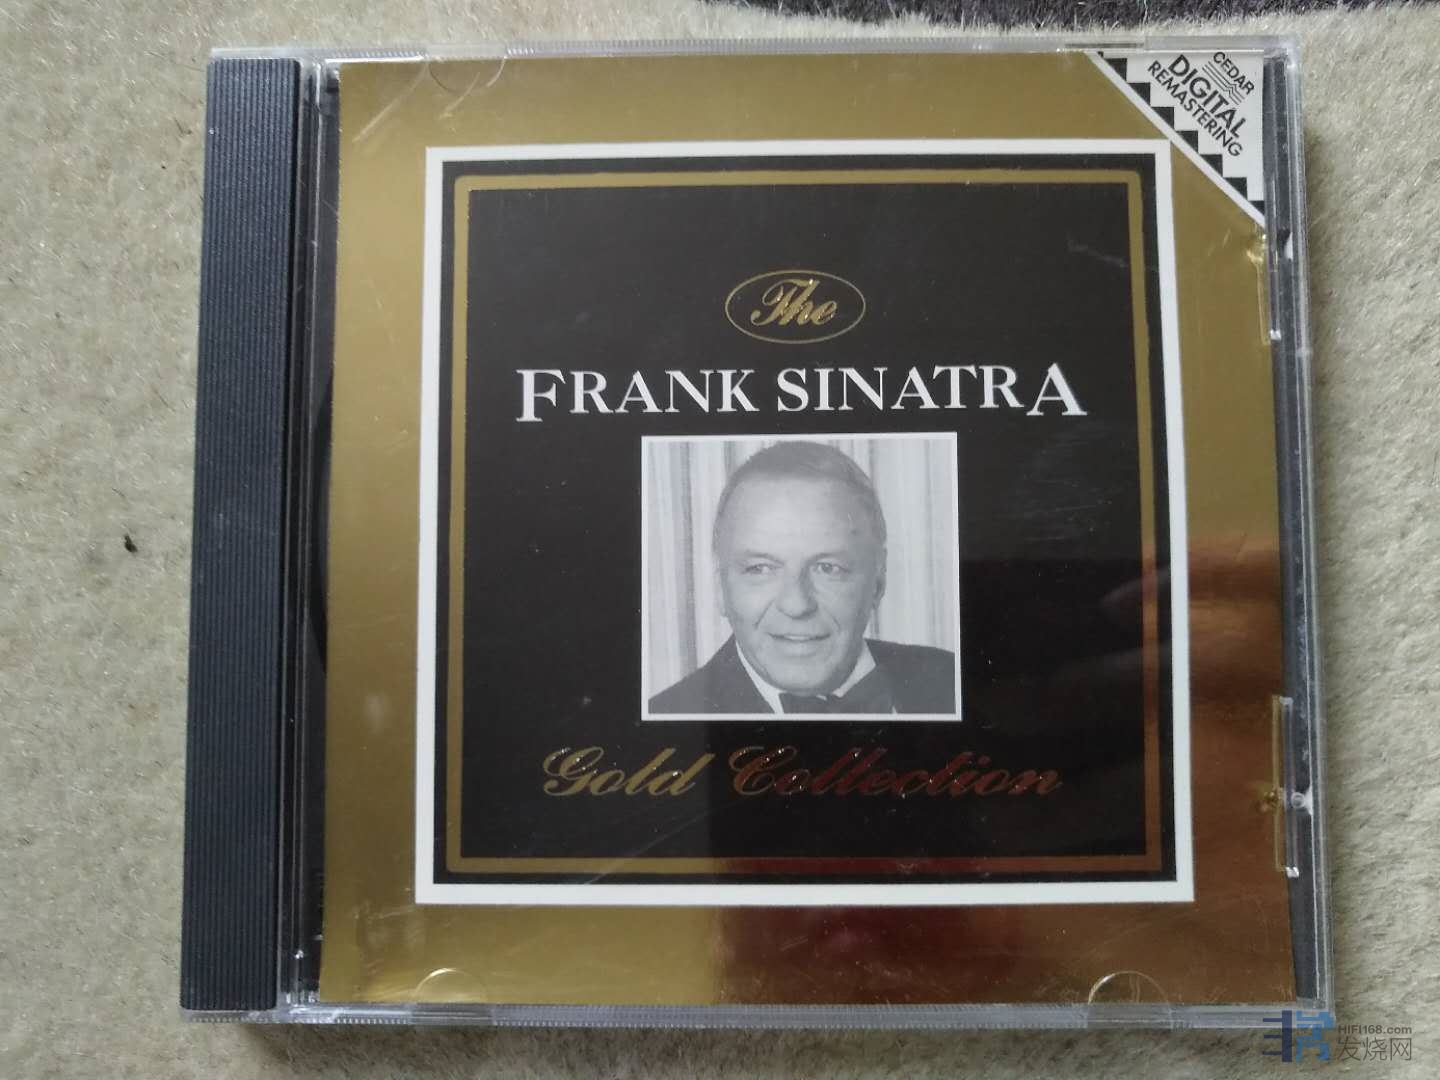 CEDAR
DIGITAL
REMASTERING
The
FRANK SINATRA
Gold Collection
HIFI168.com
发烧网